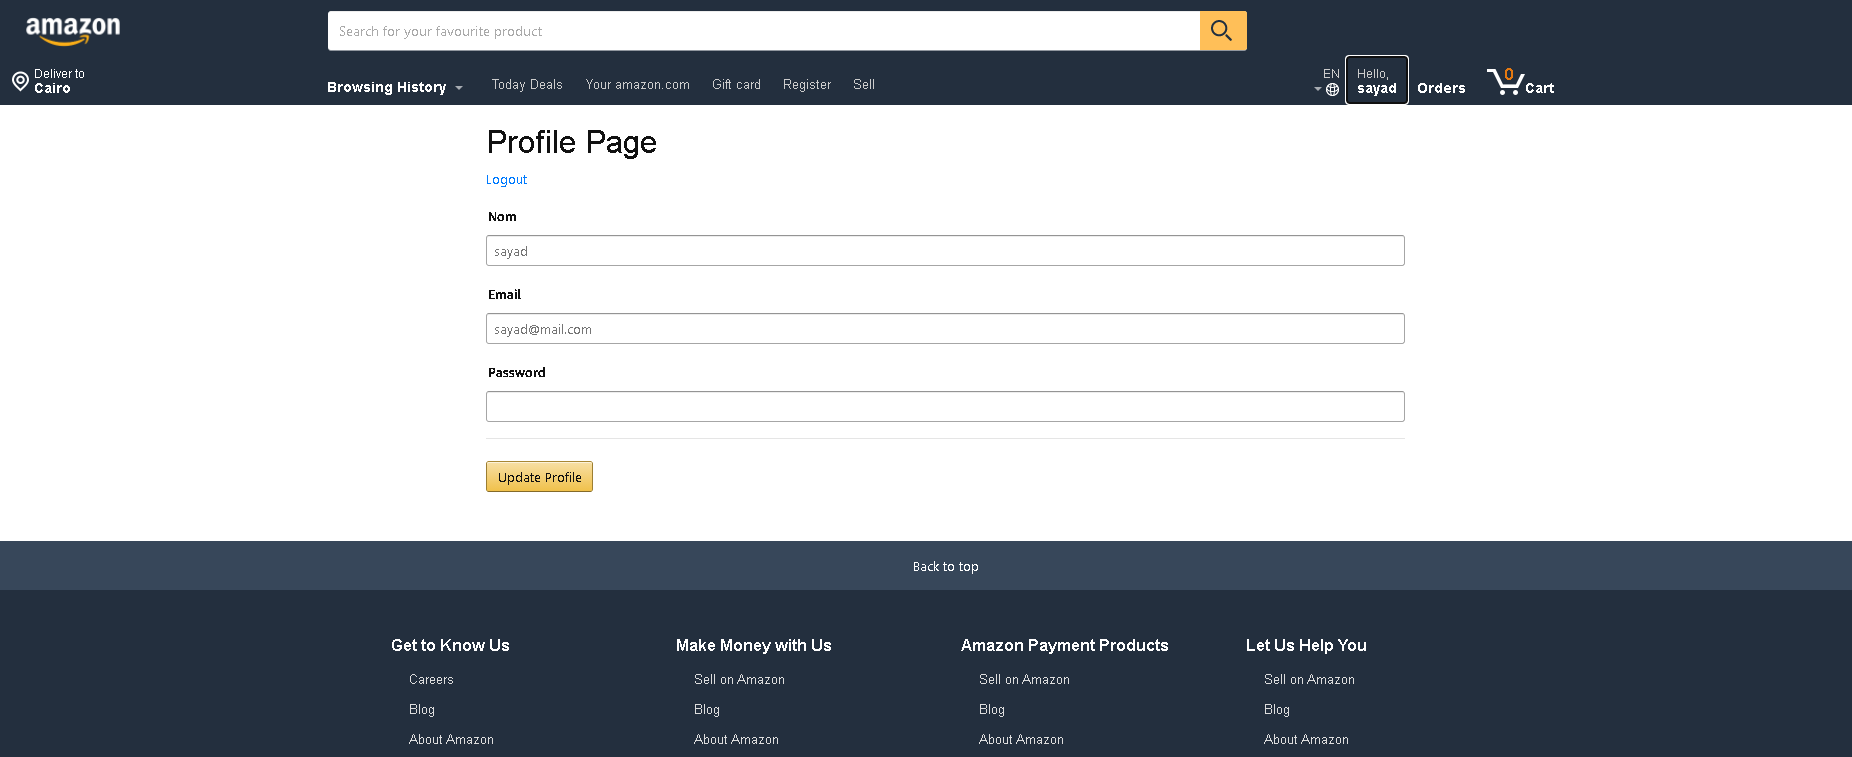 amazon
Search for your favourite product
Deliver to
Cairo
Browsing History Today Deals Your amazon.com Gift card Register Sell
EN
Hello,
sayad
Orders
0
Cart
Profile Page
Logout
Nom
sayad
Email
sayad@mail.com
Password
Update Profile
Back to top
Get to Know Us
Careers
Blog
About Amazon
Make Money with Us
Sell on Amazon
Blog
About Amazon
Amazon Payment Products
Sell on Amazon
Blog
About Amazon
Let Us Help You
Sell on Amazon
Blog
About Amazon